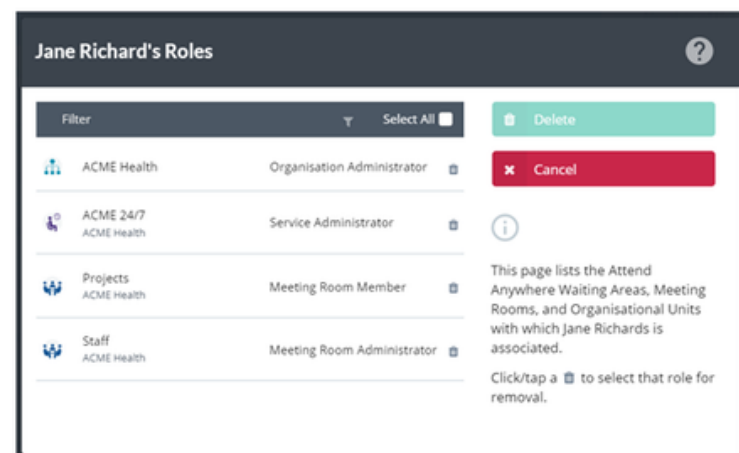 Jane Richard's Roles
Filter Select All
ACME Health Organisation Administrator
ACME 24/7 Service Administrator
ACME Health
Projects Meeting Room Member
ACME Health
Staff Meeting Room Administrator
ACME Health
Delete
Cancel
This page lists the Attend
Anywhere Waiting Areas, Meeting
Rooms, and Organisational Units
with which Jane Richards is
associated.
Click/tap a to select that role for
removal.